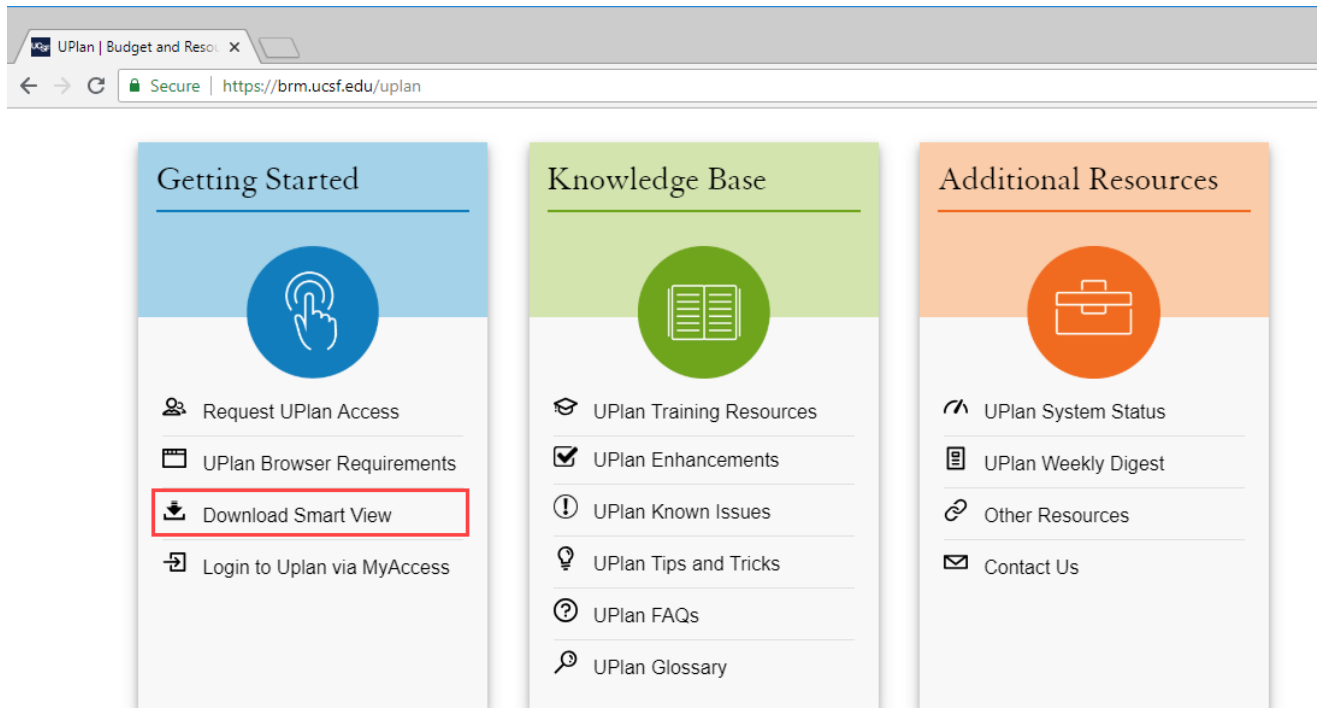 UCSF UPlan | Budget and Resou
Secure | https://brm.ucsf.edu/uplan
Getting Started
Request UPlan Access
UPlan Browser Requirements
Download Smart View
Login to Uplan via MyAccess
Knowledge Base
UPlan Training Resources
UPlan Enhancements
UPlan Known Issues
UPlan Tips and Tricks
UPlan FAQs
UPlan Glossary
Additional Resources
UPlan System Status
UPlan Weekly Digest
Other Resources
Contact Us